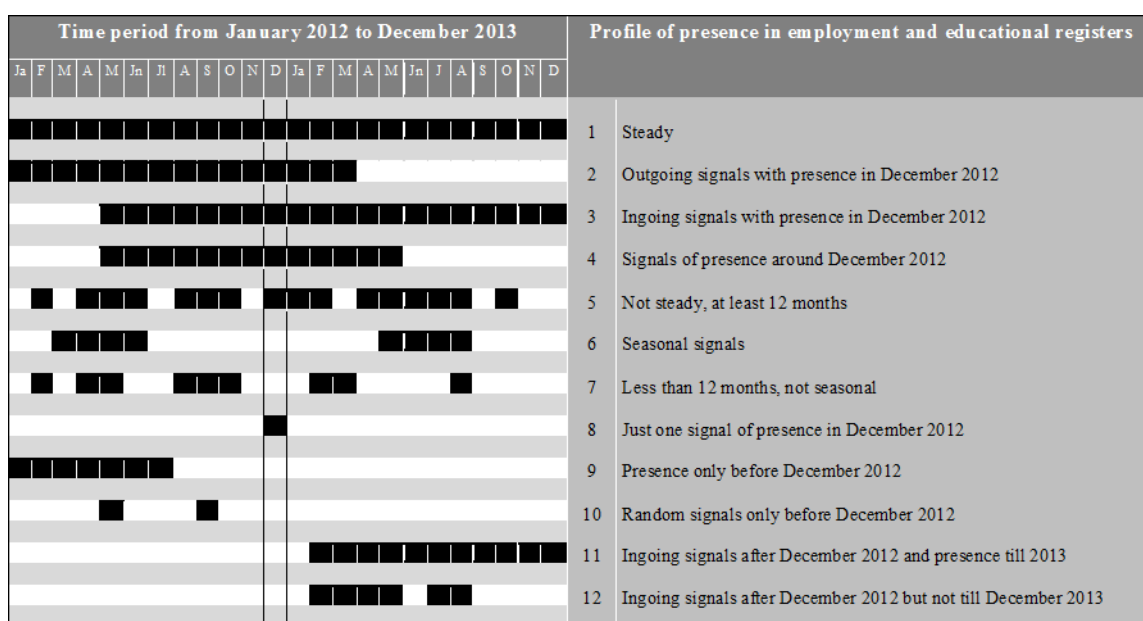 Time period from January 2012 to December 2013
Profile of presence in employment and educational registers
Ja F M A M Jn Jl A S O N D Ja F M A M Jn J A S O N D
1 Steady
2 Outgoing signals with presence in December 2012
3 Ingoing signals with presence in December 2012
4 Signals of presence around December 2012
5 Not steady, at least 12 months
6 Seasonal signals
7 Less than 12 months, not seasonal
8 Just one signal of presence in December 2012
9 Presence only before December 2012
10 Random signals only before December 2012
11 Ingoing signals after December 2012 and presence till 2013
12 Ingoing signals after December 2012 but not till December 2013